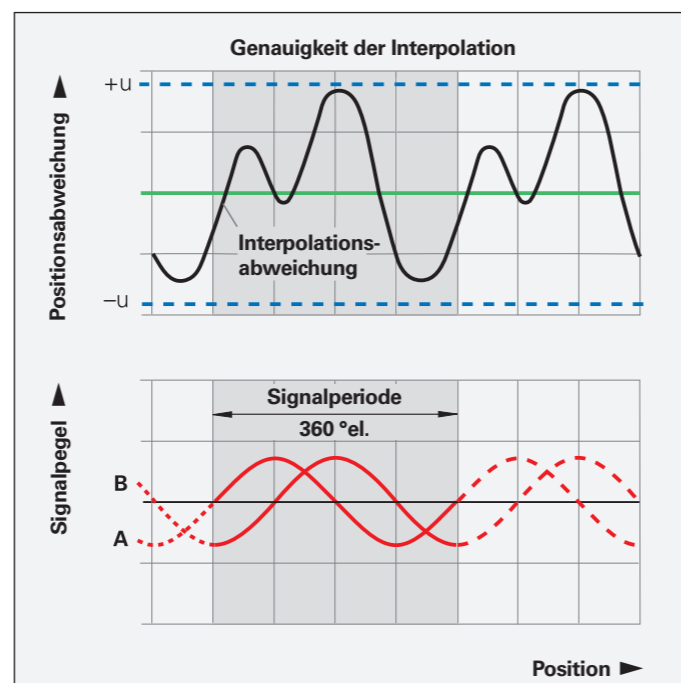 Genauigkeit der Interpolation
Positionsabweichung ►
+u
–u
Interpolations-
abweichung
Signalpegel ►
Signalperiode
360 °el.
B
A
Position ►